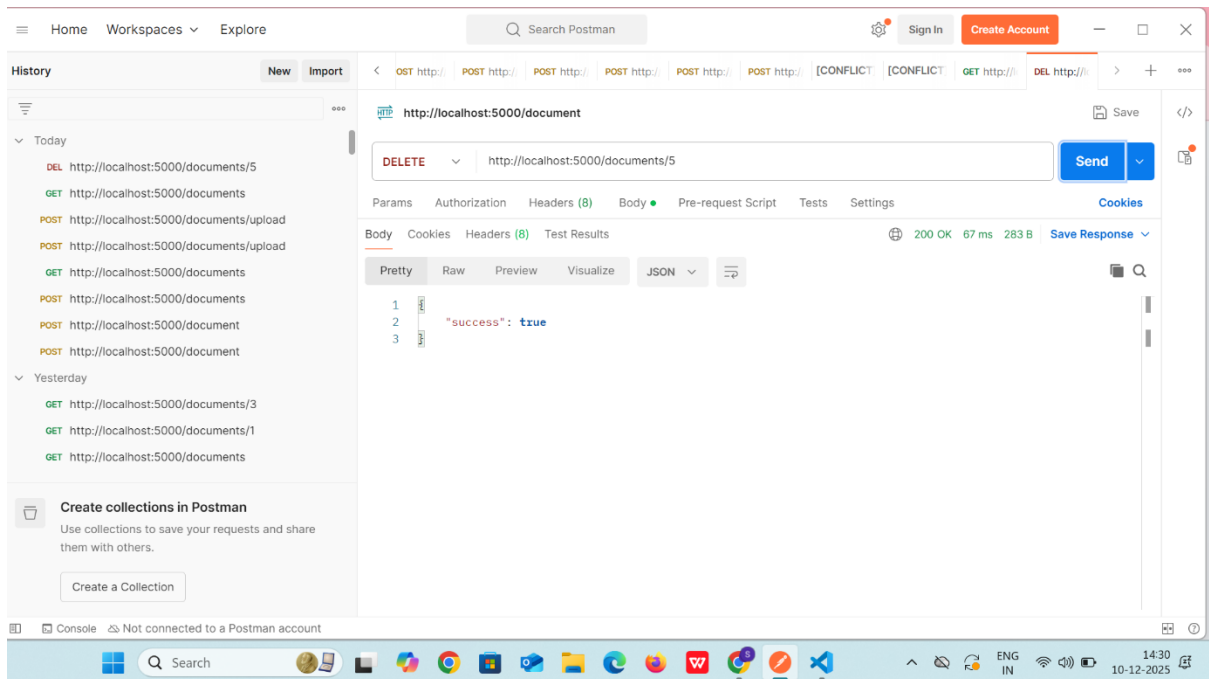 Home Workspaces Explore Search Postman Sign In Create Account
History New Import
OST http:/ POST http:/ POST http:/ POST http:/ POST http:/ POST http:/ [CONFLICT [CONFLICT GET http://l DEL http://l
Today
DEL http://localhost:5000/documents/5
GET http://localhost:5000/documents
POST http://localhost:5000/documents/upload
POST http://localhost:5000/documents/upload
GET http://localhost:5000/documents
POST http://localhost:5000/documents
POST http://localhost:5000/document
POST http://localhost:5000/document
Yesterday
GET http://localhost:5000/documents/3
GET http://localhost:5000/documents/1
GET http://localhost:5000/documents
Create collections in Postman
Use collections to save your requests and share
them with others.
Create a Collection
HTTP http://localhost:5000/document Save </>
DELETE http://localhost:5000/documents/5 Send
Params Authorization Headers (8) Body Pre-request Script Tests Settings Cookies
Body Cookies Headers (8) Test Results 200 OK 67 ms 283 B Save Response
Pretty Raw Preview Visualize JSON
1 {
2 "success": true
3 }
Console Not connected to a Postman account
Search W S ENG 14:30
IN 10-12-2025